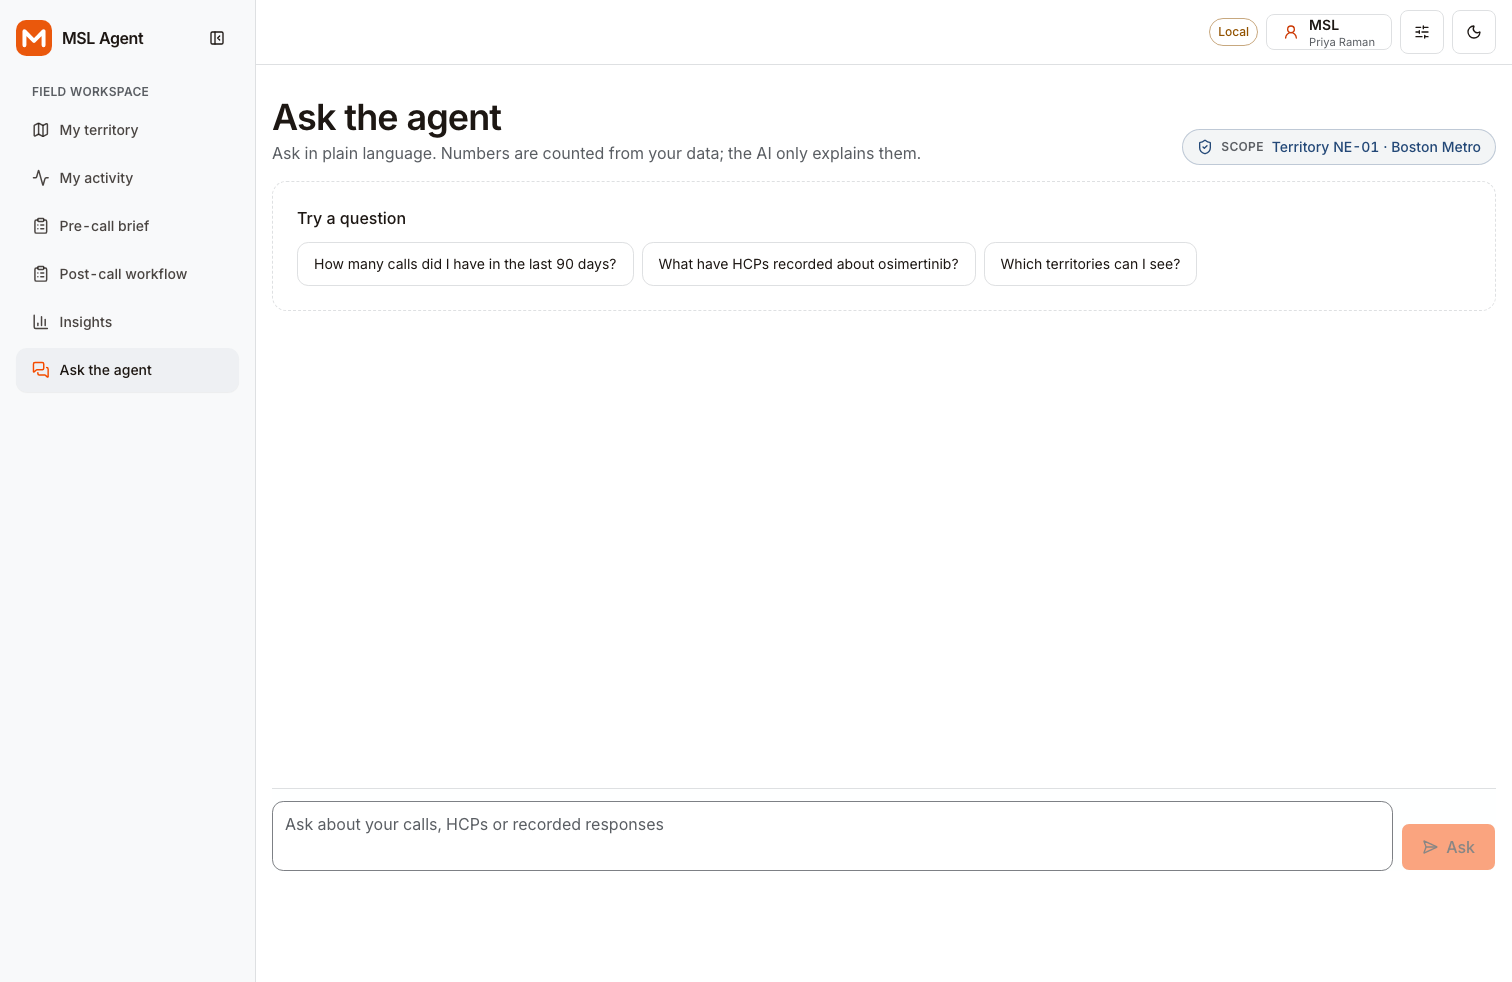 MSL Agent
FIELD WORKSPACE
My territory
My activity
Pre-call brief
Post-call workflow
Insights
Ask the agent
Local
MSL
Priya Raman
Ask the agent
Ask in plain language. Numbers are counted from your data; the AI only explains them.
SCOPE Territory NE-01 · Boston Metro
Try a question
How many calls did I have in the last 90 days?
What have HCPs recorded about osimertinib?
Which territories can I see?
Ask about your calls, HCPs or recorded responses
Ask